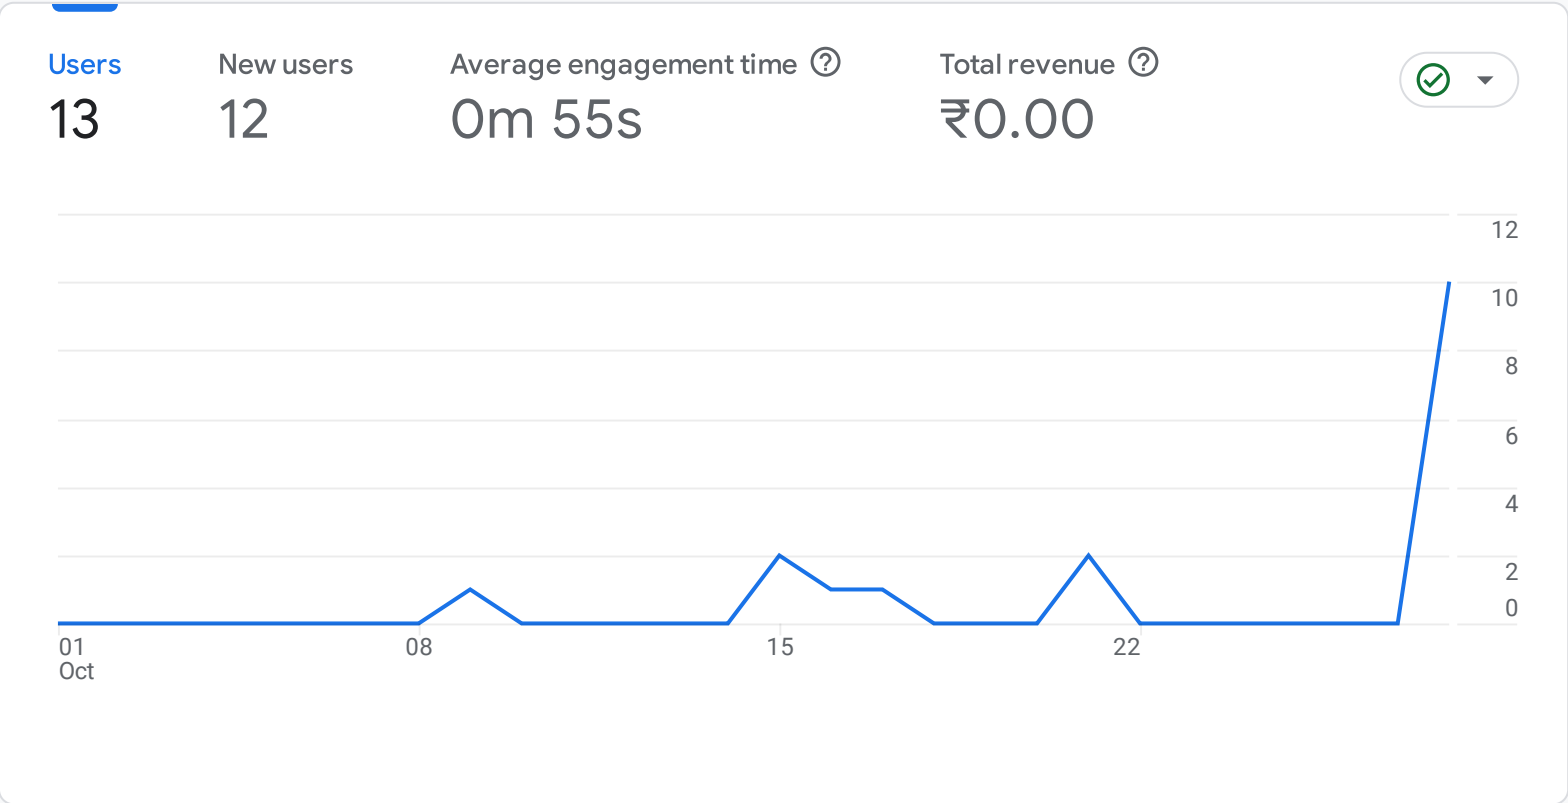 Users
13
New users
12
Average engagement time
0m 55s
Total revenue
₹0.00
12
10
8
6
4
2
0
01
Oct
08
15
22